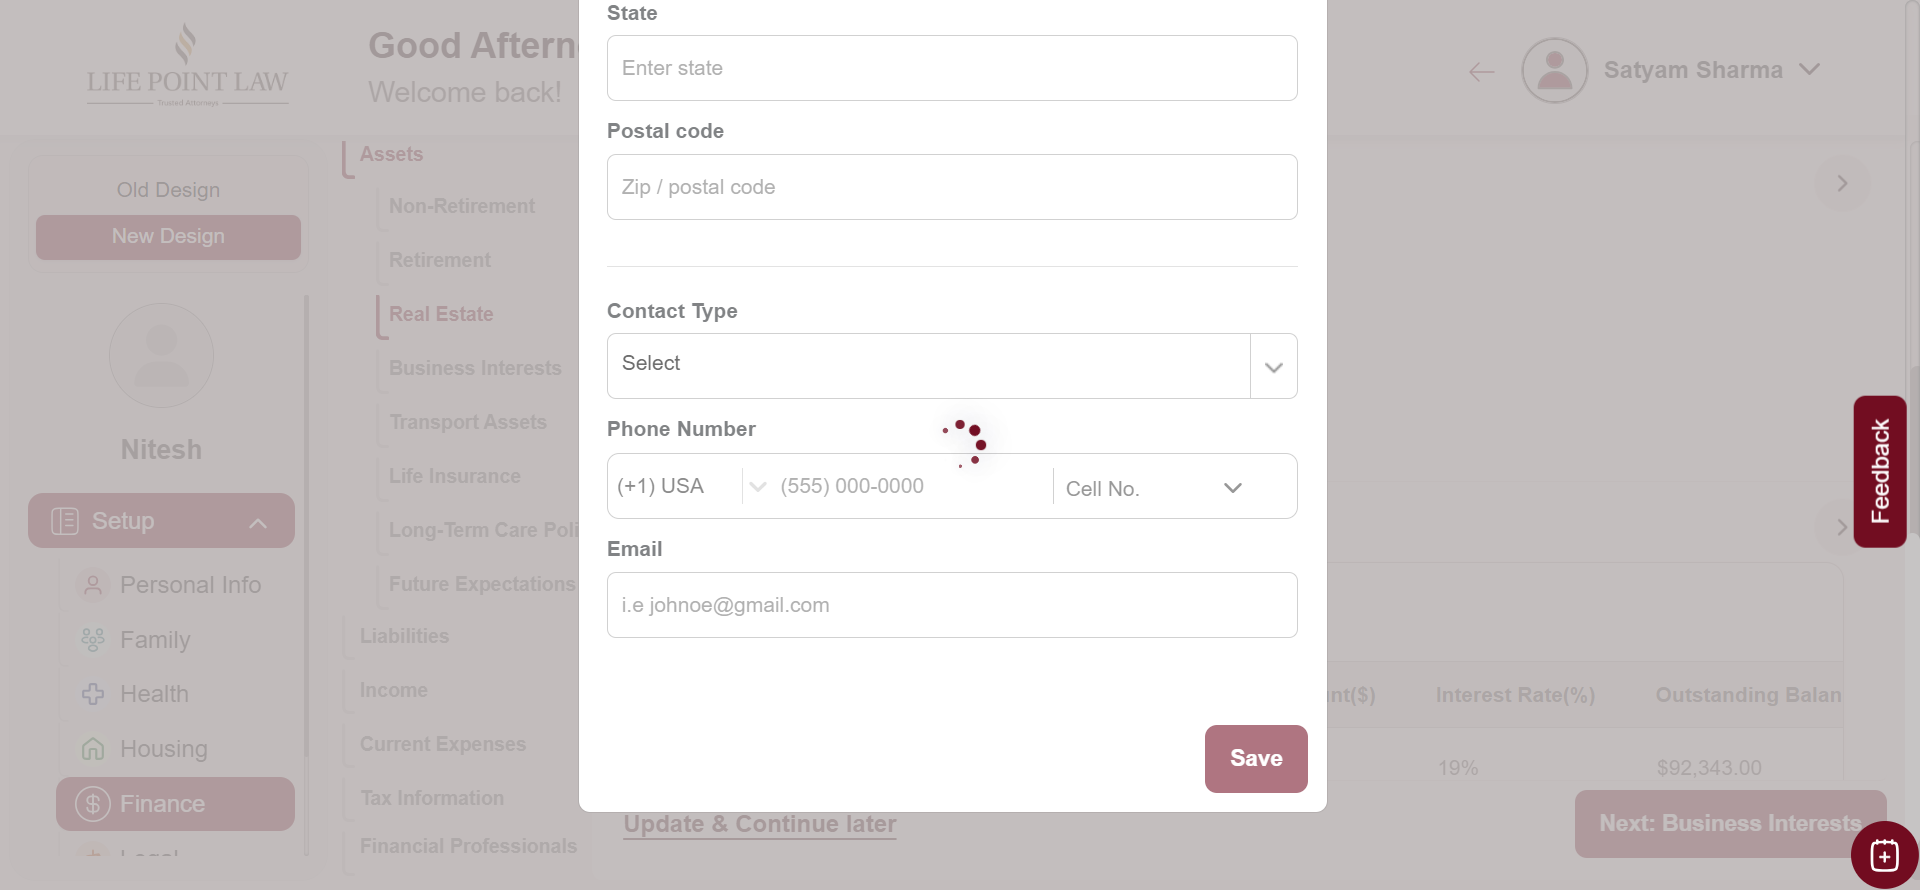 LIFE POINT LAW
Trusted Attorneys
Good Aftern
Welcome back!
Satyam Sharma
Old Design
New Design
Nitesh
Setup
Personal Info
Family
Health
Housing
Finance
Legal
Assets
Non-Retirement
Retirement
Real Estate
Business Interests
Transport Assets
Life Insurance
Long-Term Care Poli
Future Expectations
Liabilities
Income
Current Expenses
Tax Information
Financial Professionals
State
Enter state
Postal code
Zip / postal code
Contact Type
Select
Phone Number
(+1) USA
(555) 000-0000
Cell No.
Email
i.e johnoe@gmail.com
Save
Update & Continue later
nt($)
Interest Rate(%)
Outstanding Balan
19%
$92,343.00
Next: Business Interests
Feedback